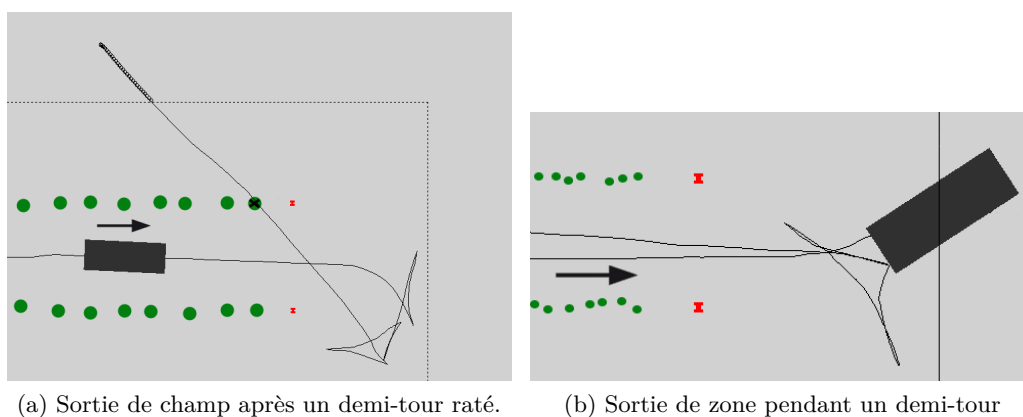 (a) Sortie de champ après un demi-tour raté.
(b) Sortie de zone pendant un demi-tour